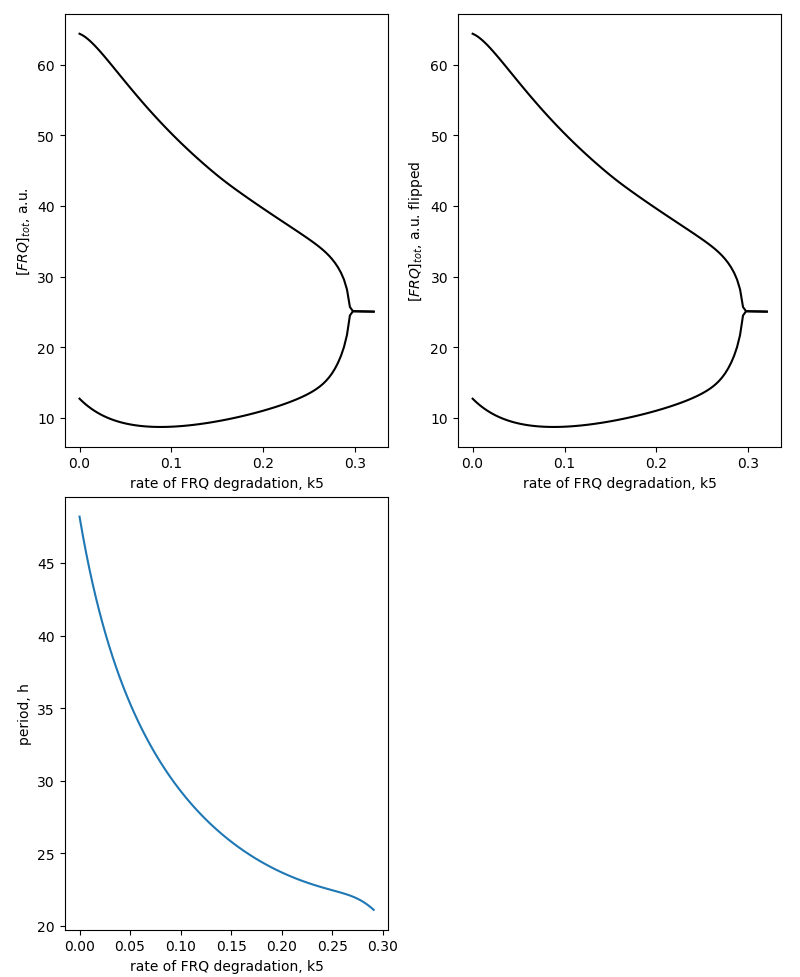 60
50
40
30
20
10
[FRQ]tot, a.u.
0.0 0.1 0.2 0.3
rate of FRQ degradation, k5
60
50
40
30
20
10
[FRQ]tot, a.u. flipped
0.0 0.1 0.2 0.3
rate of FRQ degradation, k5
45
40
35
30
25
20
period, h
0.00 0.05 0.10 0.15 0.20 0.25 0.30
rate of FRQ degradation, k5